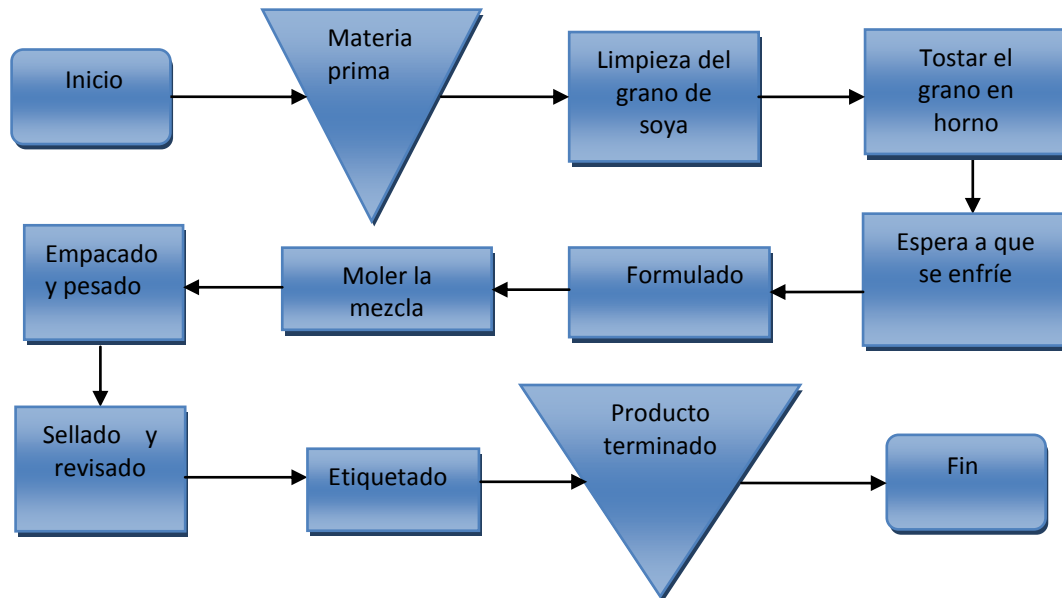 Inicio
Materia
prima
Limpieza del
grano de
soya
Tostar el
grano en
horno
Espera a que
se enfríe
Formulado
Moler la
mezcla
Empacado
y pesado
Sellado y
revisado
Etiquetado
Producto
terminado
Fin